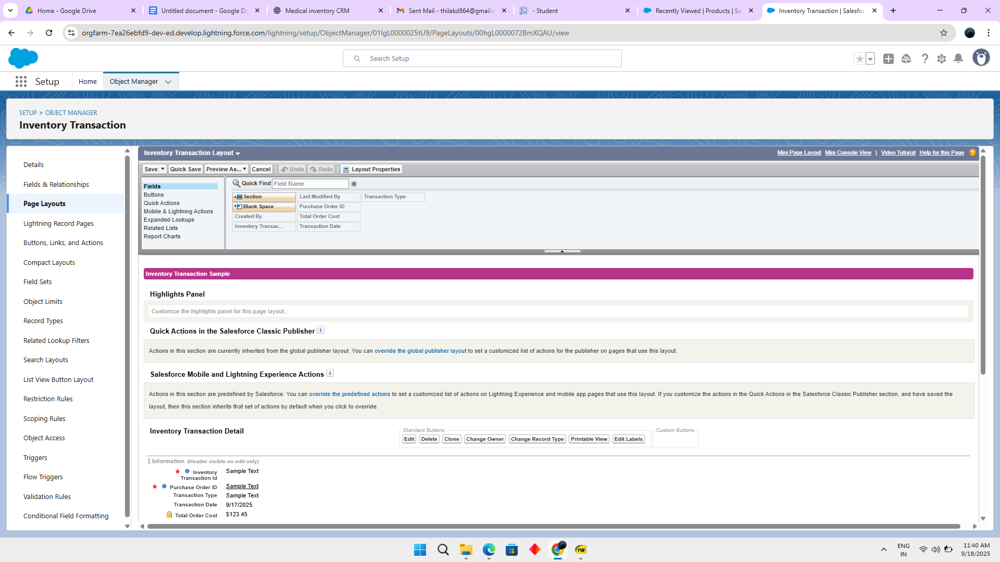 Home - Google Drive
Untitled document - Google Do
Medical inventory CRM
Sent Mail - thilakd864@gmail.c
- Student
Recently Viewed | Products | Sa
Inventory Transaction | Salesfor
orgfarm-7ea26ebfd9-dev-ed.develop.lightning.force.com/lightning/setup/ObjectManager/01IgL0000025tU9/PageLayouts/00hgL0000072BmXQAU/view
Search Setup
Setup
Home
Object Manager
SETUP > OBJECT MANAGER
Inventory Transaction
Details
Fields & Relationships
Page Layouts
Lightning Record Pages
Buttons, Links, and Actions
Compact Layouts
Field Sets
Object Limits
Record Types
Related Lookup Filters
Search Layouts
List View Button Layout
Restriction Rules
Scoping Rules
Object Access
Triggers
Flow Triggers
Validation Rules
Conditional Field Formatting
Inventory Transaction Layout
Mini Page Layout Mini Console View | Video Tutorial Help for this Page ?
Save Quick Save Preview As... Cancel Undo Redo Layout Properties
Fields
Buttons
Quick Actions
Mobile & Lightning Actions
Expanded Lookups
Related Lists
Report Charts
Quick Find Field Name
Section Last Modified By Transaction Type
Blank Space Purchase Order ID
Created By Total Order Cost
Inventory Transac... Transaction Date
Inventory Transaction Sample
Highlights Panel
Customize the highlights panel for this page layout...
Quick Actions in the Salesforce Classic Publisher i
Actions in this section are currently inherited from the global publisher layout. You can override the global publisher layout to set a customized list of actions for the publisher on pages that use this layout.
Salesforce Mobile and Lightning Experience Actions i
Actions in this section are predefined by Salesforce. You can override the predefined actions to set a customized list of actions on Lightning Experience and mobile app pages that use this layout. If you customize the actions in the Quick Actions in the Salesforce Classic Publisher section, and have saved the
layout, then this section inherits that set of actions by default when you click to override.
Inventory Transaction Detail
Standard Buttons
Edit Delete Clone Change Owner Change Record Type Printable View Edit Labels
Custom Buttons
Information (Header visible on edit only)
* Inventory Transaction Id Sample Text
* Purchase Order ID Sample Text
Transaction Type Sample Text
Transaction Date 9/17/2025
Total Order Cost $123.45
PDF
ENG
IN
11:40 AM
9/18/2025